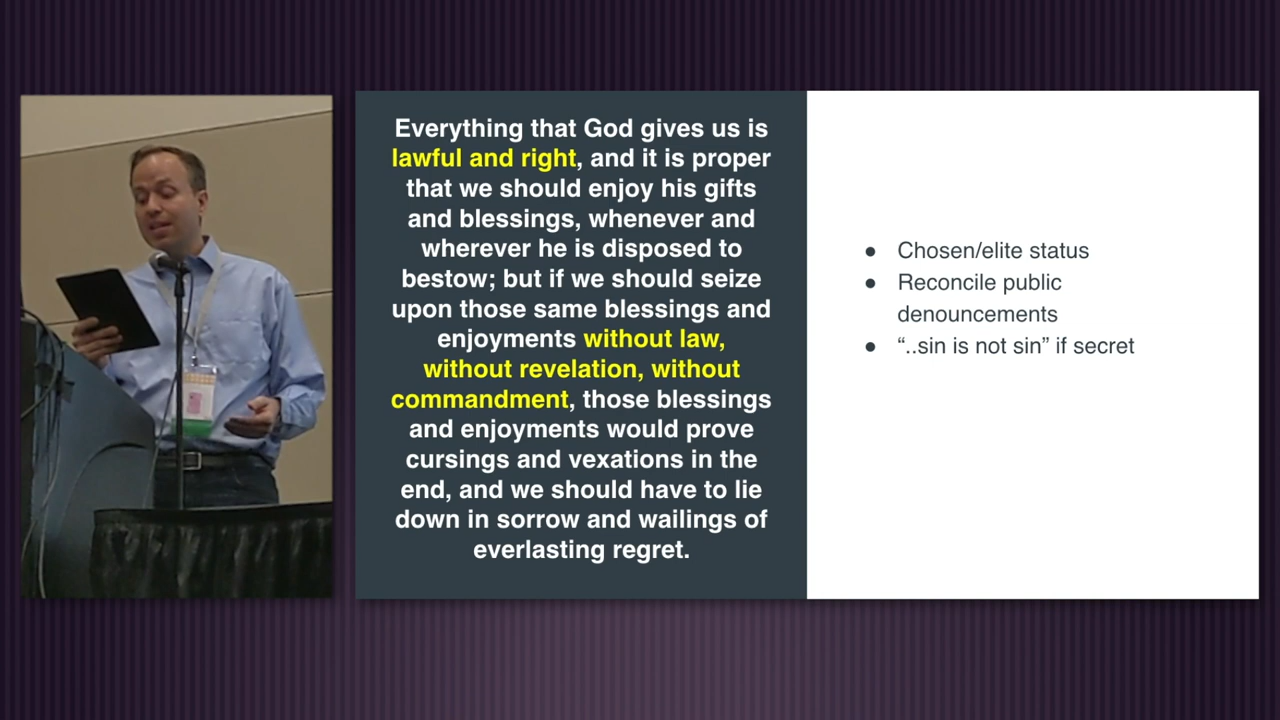 Everything that God gives us is
lawful and right, and it is proper
that we should enjoy his gifts
and blessings, whenever and
wherever he is disposed to
bestow; but if we should seize
upon those same blessings and
enjoyments without law,
without revelation, without
commandment, those blessings
and enjoyments would prove
cursings and vexations in the
end, and we should have to lie
down in sorrow and wailings of
everlasting regret.
● Chosen/elite status
● Reconcile public
denouncements
● “..sin is not sin” if secret